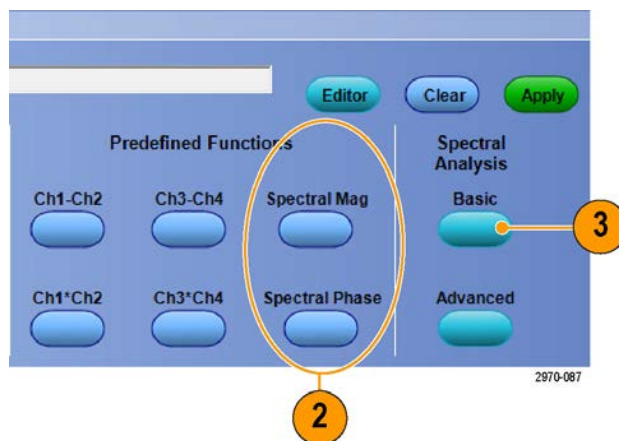 Editor Clear Apply
Predefined Functions
Spectral
Analysis
Ch1-Ch2 Ch3-Ch4 Spectral Mag Basic
3
Ch1*Ch2 Ch3*Ch4 Spectral Phase Advanced
2970-087
2